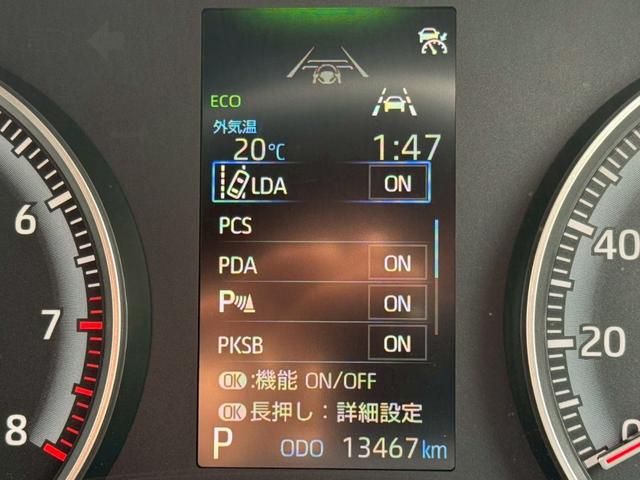 ECO
外気温
20℃ 1:47
LDA ON
PCS
PDA ON
P ON
PKSB ON
OK :機能 ON/OFF
OK 長押し:詳細設定
P ODO 13467km
6
7
8
40
20
0